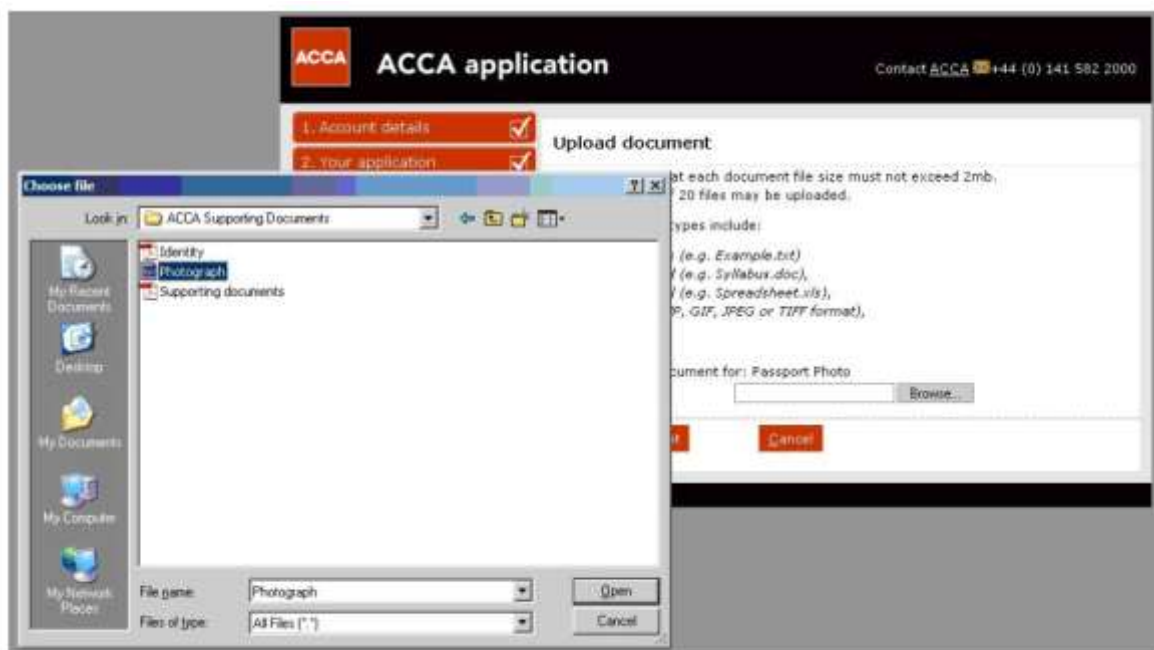 ACCA
ACCA application
Contact ACCA +44 (0) 141 582 2000
1. Account details
2. Your application
Upload document
at each document file size must not exceed 2mb.
20 files may be uploaded.
ypes include:
(e.g. Example.txt)
(e.g. Syllabus.doc),
(e.g. Spreadsheet.xls),
P, GIF, JPEG or TIFF format),
cument for: Passport Photo
Browse...
Cancel
Choose file
Look in: ACCA Supporting Documents
My Recent
Documents
Desktop
My Documents
My Computer
My Network
Places
Identity
Photograph
Supporting documents
File name: Photograph
Open
Files of type: All Files (*.*)
Cancel